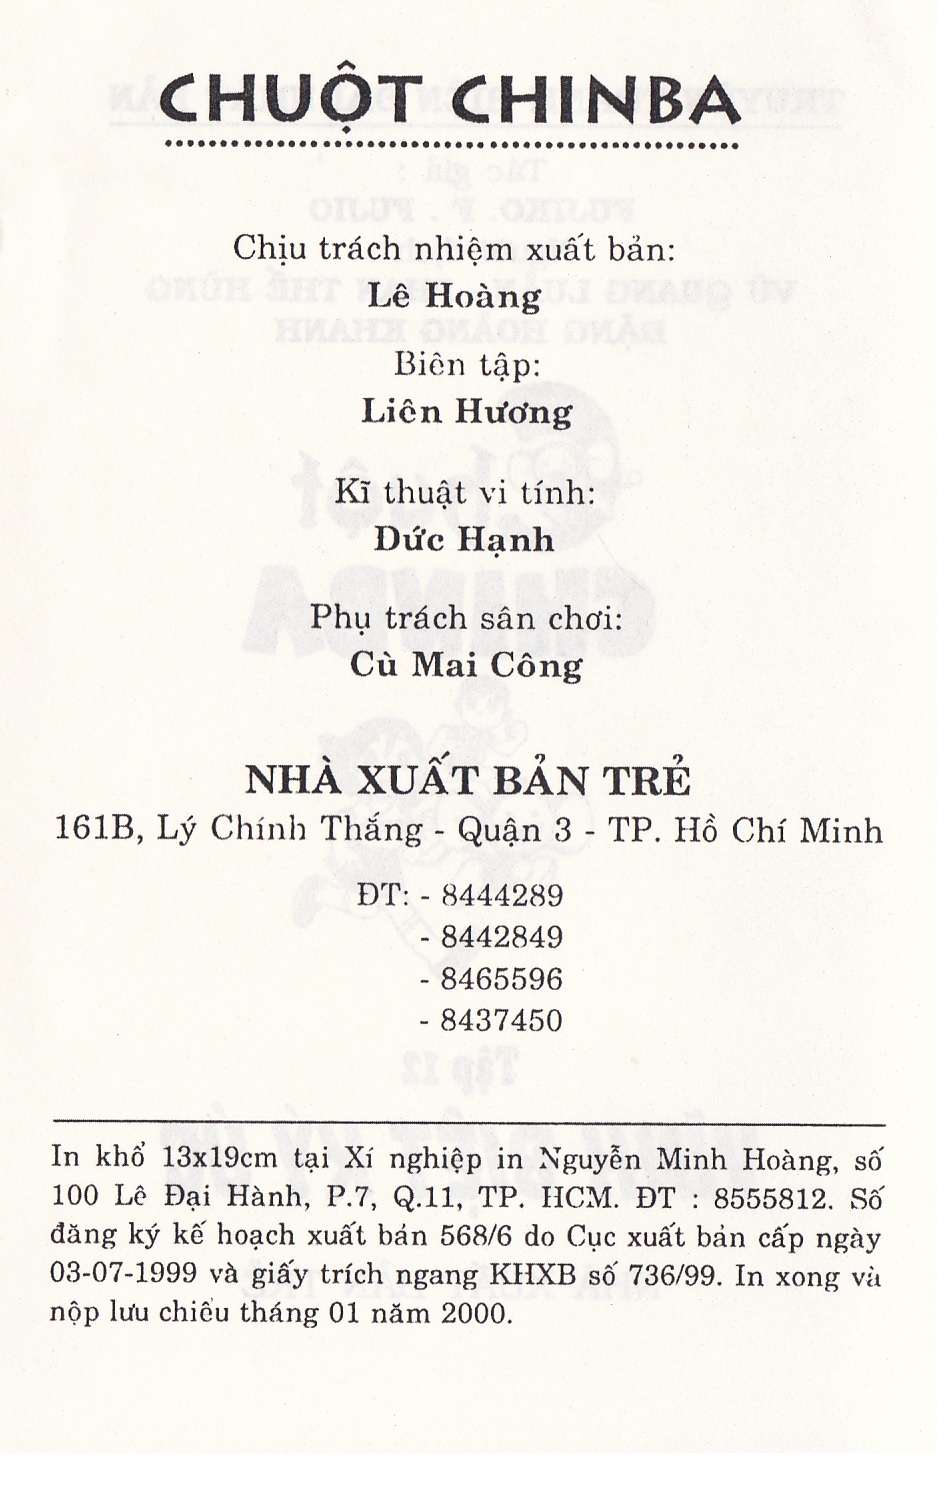 CHUỘT CHINBA
Chịu trách nhiệm xuất bản:
Lê Hoàng
Biên tập:
Liên Hương
Kĩ thuật vi tính:
Đức Hạnh
Phụ trách sân chơi:
Cù Mai Công
NHÀ XUẤT BẢN TRẺ
161B, Lý Chính Thắng - Quận 3 - TP. Hồ Chí Minh
ĐT: - 8444289
- 8442849
- 8465596
- 8437450
In khổ 13x19cm tại Xí nghiệp in Nguyễn Minh Hoàng, số
100 Lê Đại Hành, P.7, Q.11, TP. HCM. ĐT : 8555812. Số
đăng ký kế hoạch xuất bản 568/6 do Cục xuất bản cấp ngày
03-07-1999 và giấy trích ngang KHXB số 736/99. In xong và
nộp lưu chiểu tháng 01 năm 2000.